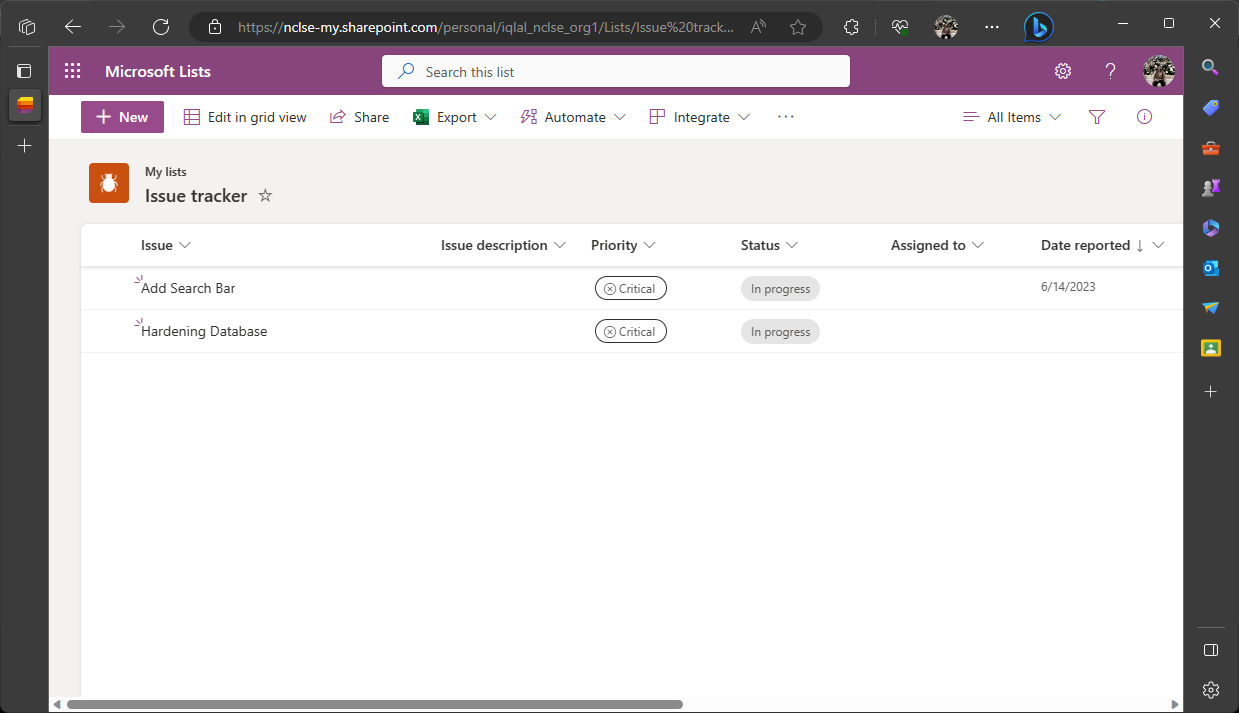 https://nclse-my.sharepoint.com/personal/iqlal_nclse_org1/Lists/Issue%20track...
Microsoft Lists
Search this list
New
Edit in grid view
Share
Export
Automate
Integrate
All Items
My lists
Issue tracker
Issue Issue description Priority Status Assigned to Date reported
Add Search Bar Critical In progress 6/14/2023
Hardening Database Critical In progress